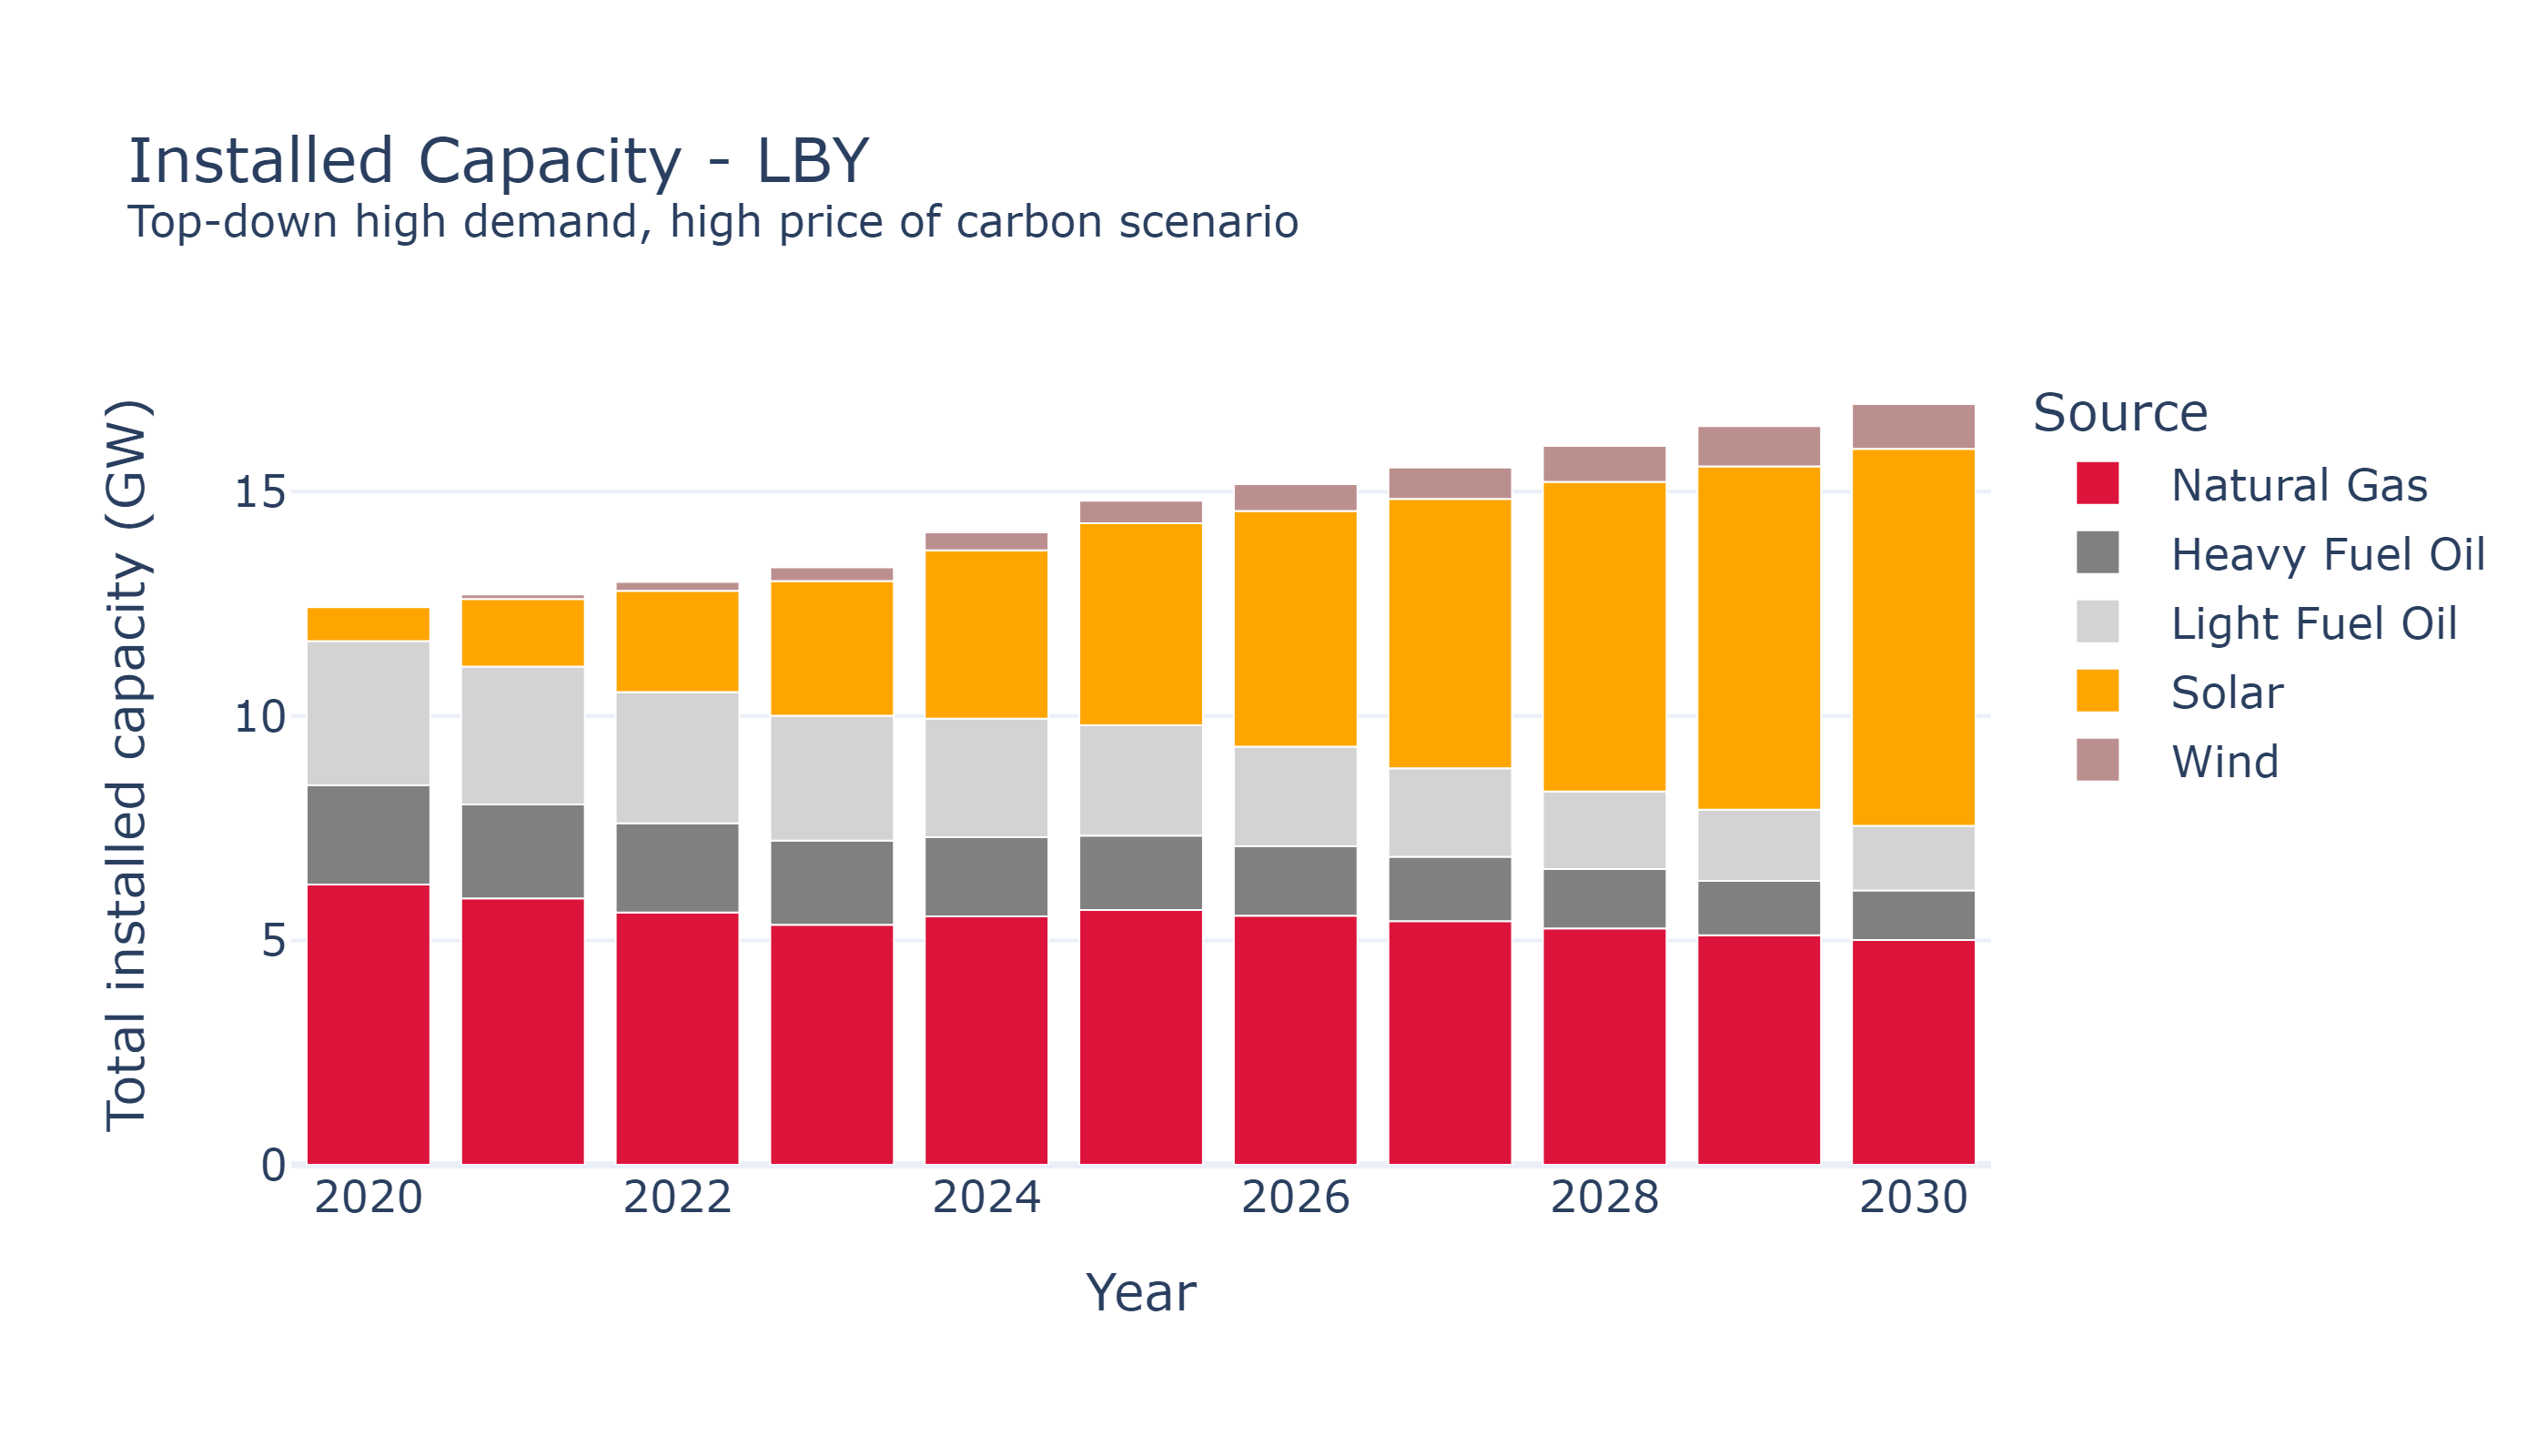 Installed Capacity - LBY
Top-down high demand, high price of carbon scenario
Total installed capacity (GW)
15
10
5
0
2020
2022
2024
2026
2028
2030
Year
Source
Natural Gas
Heavy Fuel Oil
Light Fuel Oil
Solar
Wind